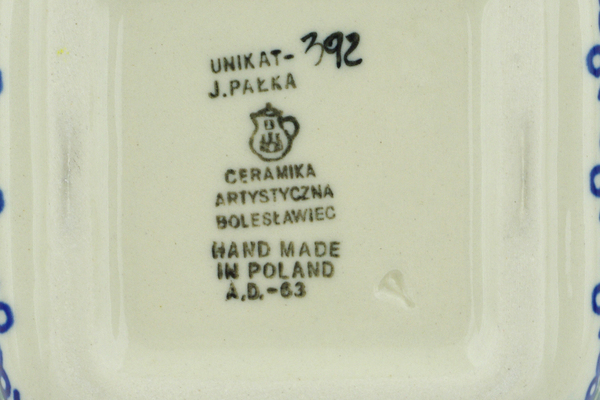 UNIKAT-392
J.PAŁKA
CERAMIKA
ARTYSTYCZNA
BOLESŁAWIEC
HAND MADE
IN POLAND
A.D.-63